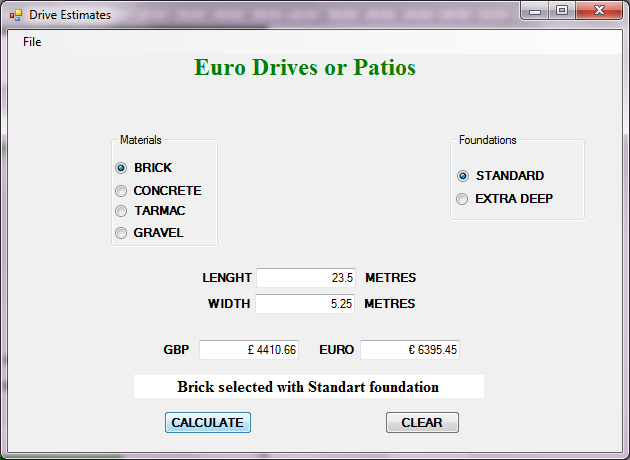 Drive Estimates
File
Euro Drives or Patios
Materials
BRICK
CONCRETE
TARMAC
GRAVEL
Foundations
STANDARD
EXTRA DEEP
LENGHT 23.5 METRES
WIDTH 5.25 METRES
GBP £ 4410.66 EURO € 6395.45
Brick selected with Standart foundation
CALCULATE CLEAR